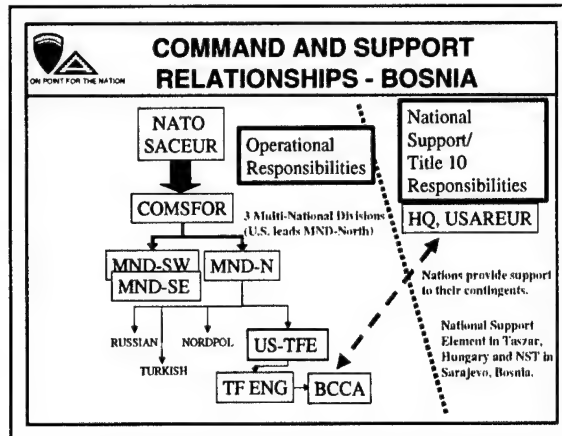 COMMAND AND SUPPORT
RELATIONSHIPS - BOSNIA
ON POINT FOR THE NATION
NATO
SACEUR
Operational
Responsibilities
National
Support/
Title 10
Responsibilities
COMSFOR
HQ, USAREUR
3 Multi-National Divisions
(U.S. leads MND-North)
MND-SW
MND-N
MND-SE
Nations provide support
to their contingents.
RUSSIAN
NORDPOL
TURKISH
US-TFE
National Support
Element in Taszar,
Hungary and NST in
Sarajevo, Bosnia.
TF ENG
BCCA